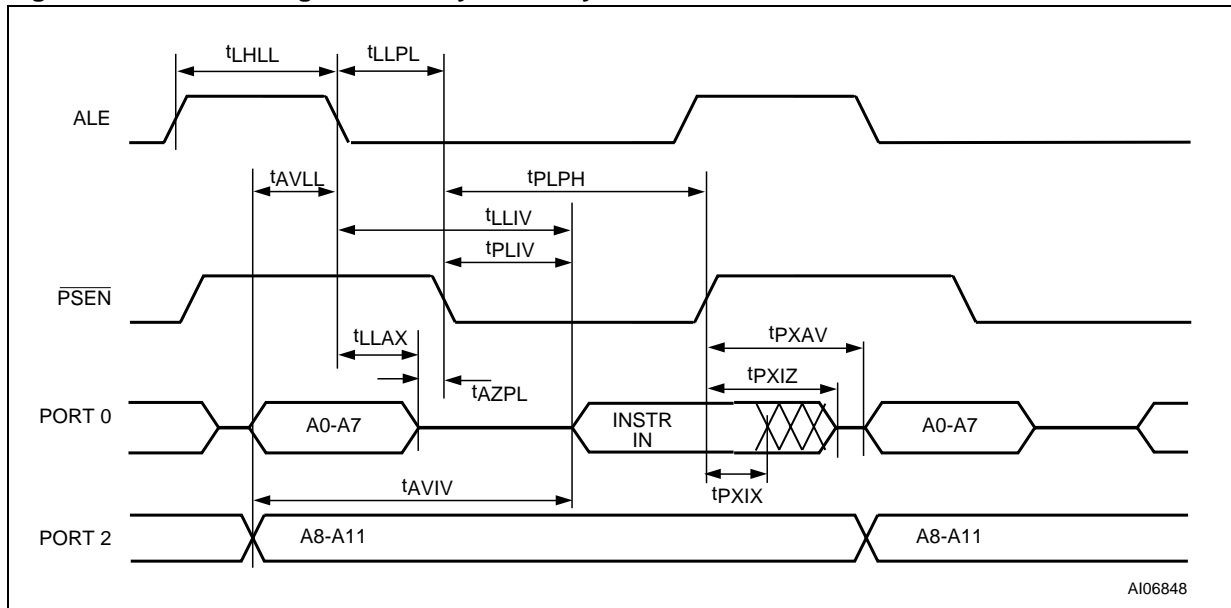 tLHLL
tLLPL
ALE
tAVLL
tPLPH
tLLIV
tPLIV
PSEN
tLLAX
tPXAV
tPXIZ
tAZPL
PORT 0
A0-A7
INSTR
IN
A0-A7
tPXIX
tAVIV
PORT 2
A8-A11
A8-A11
AI06848